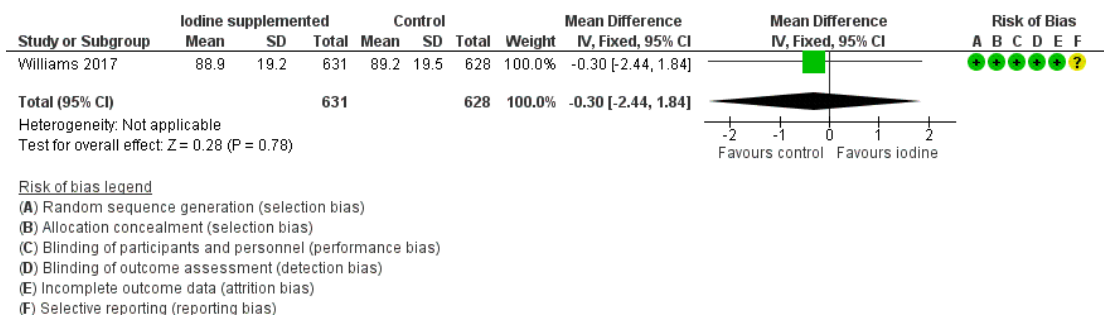 Iodine supplemented Control Mean Difference Mean Difference Risk of Bias
Study or Subgroup Mean SD Total Mean SD Total Weight IV, Fixed, 95% CI IV, Fixed, 95% CI A B C D E F
Williams 2017 88.9 19.2 631 89.2 19.5 628 100.0% -0.30 [-2.44, 1.84] + + + + + ?
Total (95% CI) 631 628 100.0% -0.30 [-2.44, 1.84]
Heterogeneity: Not applicable
Test for overall effect: Z = 0.28 (P = 0.78)
-2 -1 0 1 2
Favours control Favours iodine
Risk of bias legend
(A) Random sequence generation (selection bias)
(B) Allocation concealment (selection bias)
(C) Blinding of participants and personnel (performance bias)
(D) Blinding of outcome assessment (detection bias)
(E) Incomplete outcome data (attrition bias)
(F) Selective reporting (reporting bias)